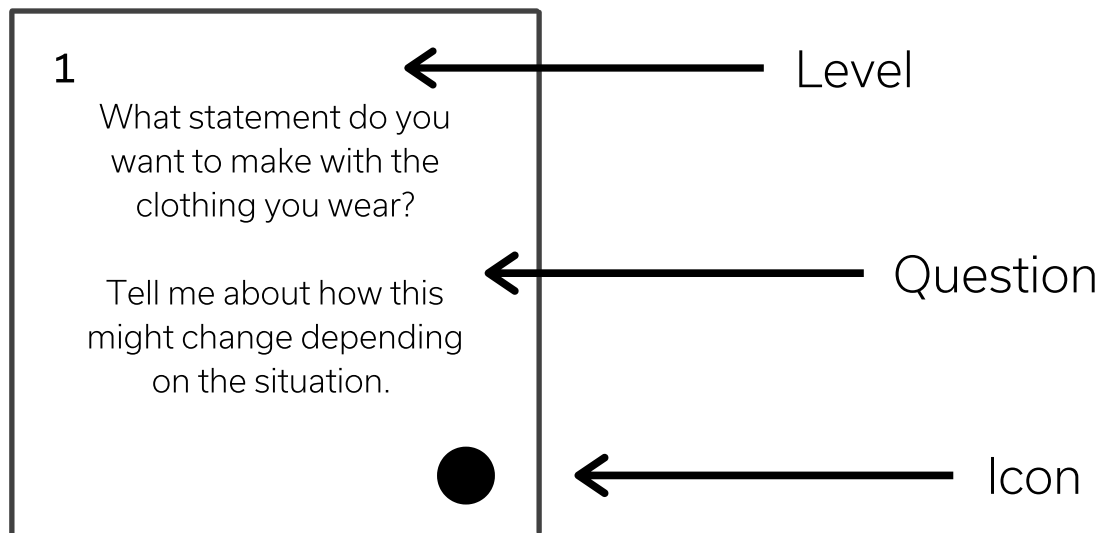 1
Level
What statement do you
want to make with the
clothing you wear?
Question
Tell me about how this
might change depending
on the situation.
Icon